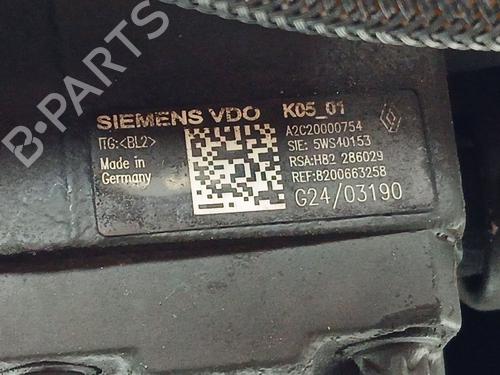 SIEMENS VDO K05_01
ITG:<BL2> A2C20000754
Made in SIE: 5WS40153
Germany RSA:H82 286029
REF:8200663258
G24/03190
B-PARTS